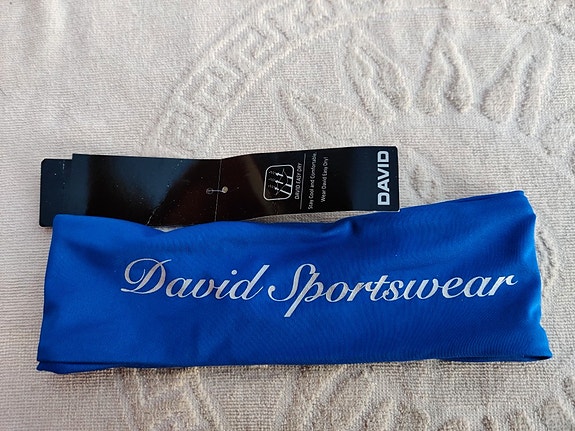 DAVID
DAVID EASY DRY
Stay Cool and Comfortable.
Wear David Easy Dry!
David Sportswear